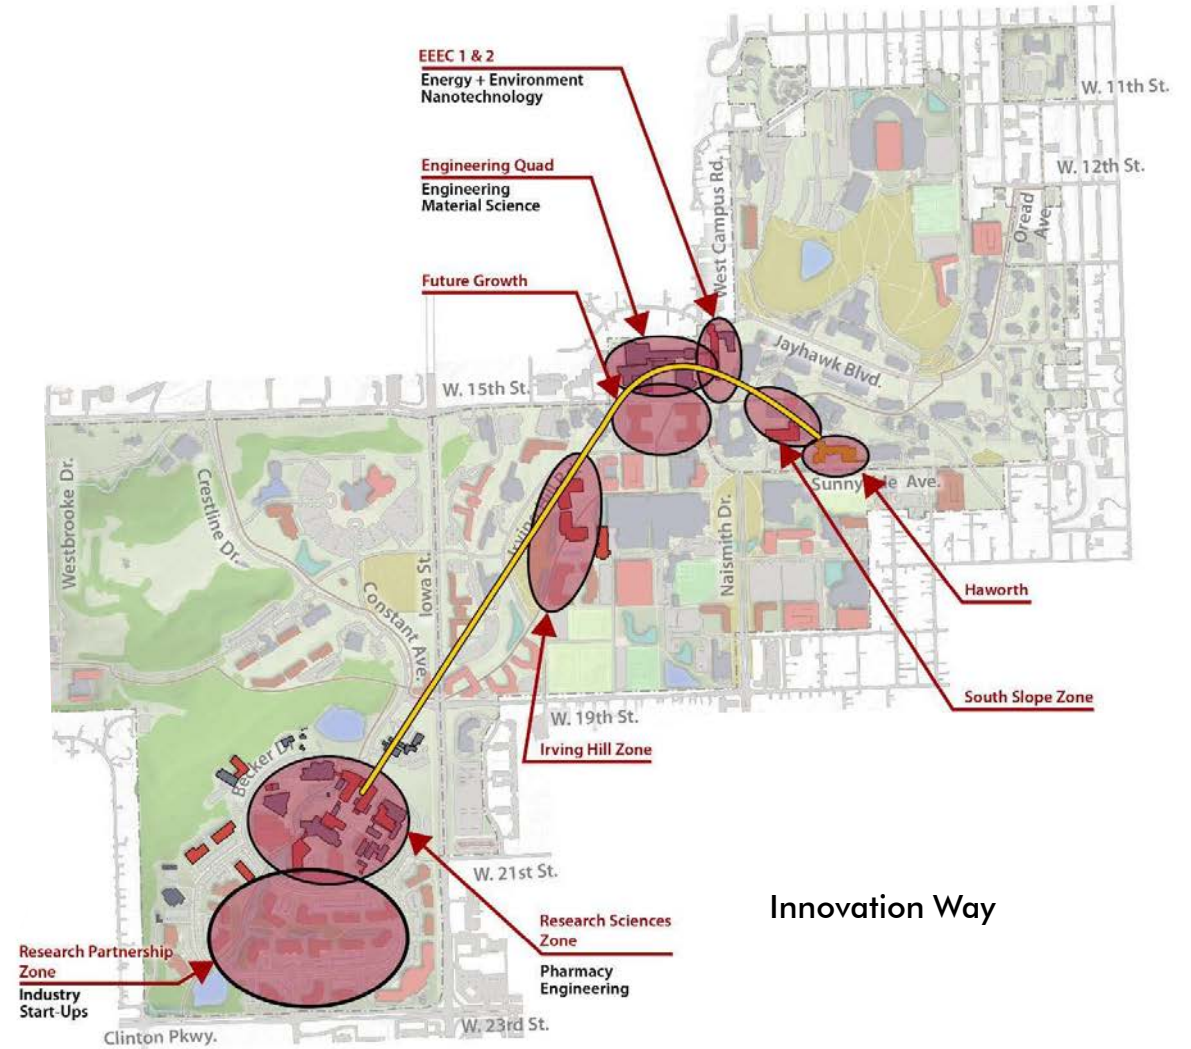 EEEC 1 & 2
Energy + Environment
Nanotechnology
W. 11th St.
Engineering Quad
Engineering
Material Science
West Campus Rd.
W. 12th St.
Oread
Ave.
Future Growth
Jayhawk Blvd.
W. 15th St.
Westbrooke Dr.
Crestline Dr.
Iowa St.
Constant Ave.
Irving
Naismith Dr.
Ave.
Haworth
South Slope Zone
W. 19th St.
Irving Hill Zone
Becker
W. 21st St.
Innovation Way
Research Sciences
Zone
Pharmacy
Engineering
Research Partnership
Zone
Industry
Start-Ups
Clinton Pkwy.
W. 23rd St.